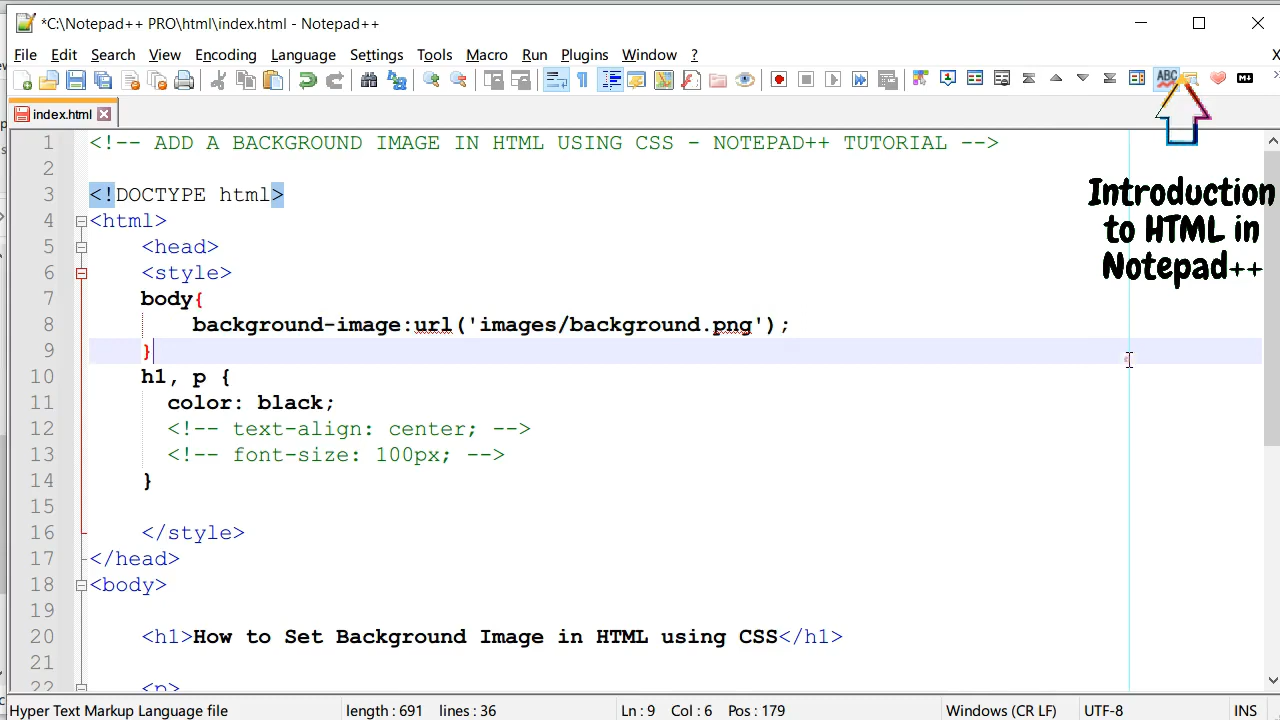 *C:\Notepad++ PRO\html\index.html - Notepad++
File Edit Search View Encoding Language Settings Tools Macro Run Plugins Window ?
ABC
index.html
1 <!-- ADD A BACKGROUND IMAGE IN HTML USING CSS - NOTEPAD++ TUTORIAL -->
2
3 <!DOCTYPE html>
4 <html>
5 <head>
6 <style>
7 body{
8 background-image:url('images/background.png');
9 }
10 h1, p {
11 color: black;
12 <!-- text-align: center; -->
13 <!-- font-size: 100px; -->
14 }
15
16 </style>
17 </head>
18 <body>
19
20 <h1>How to Set Background Image in HTML using CSS</h1>
21
22 <p>
Introduction
to HTML in
Notepad++
Hyper Text Markup Language file length : 691 lines : 36 Ln : 9 Col : 6 Pos : 179 Windows (CR LF) UTF-8 INS